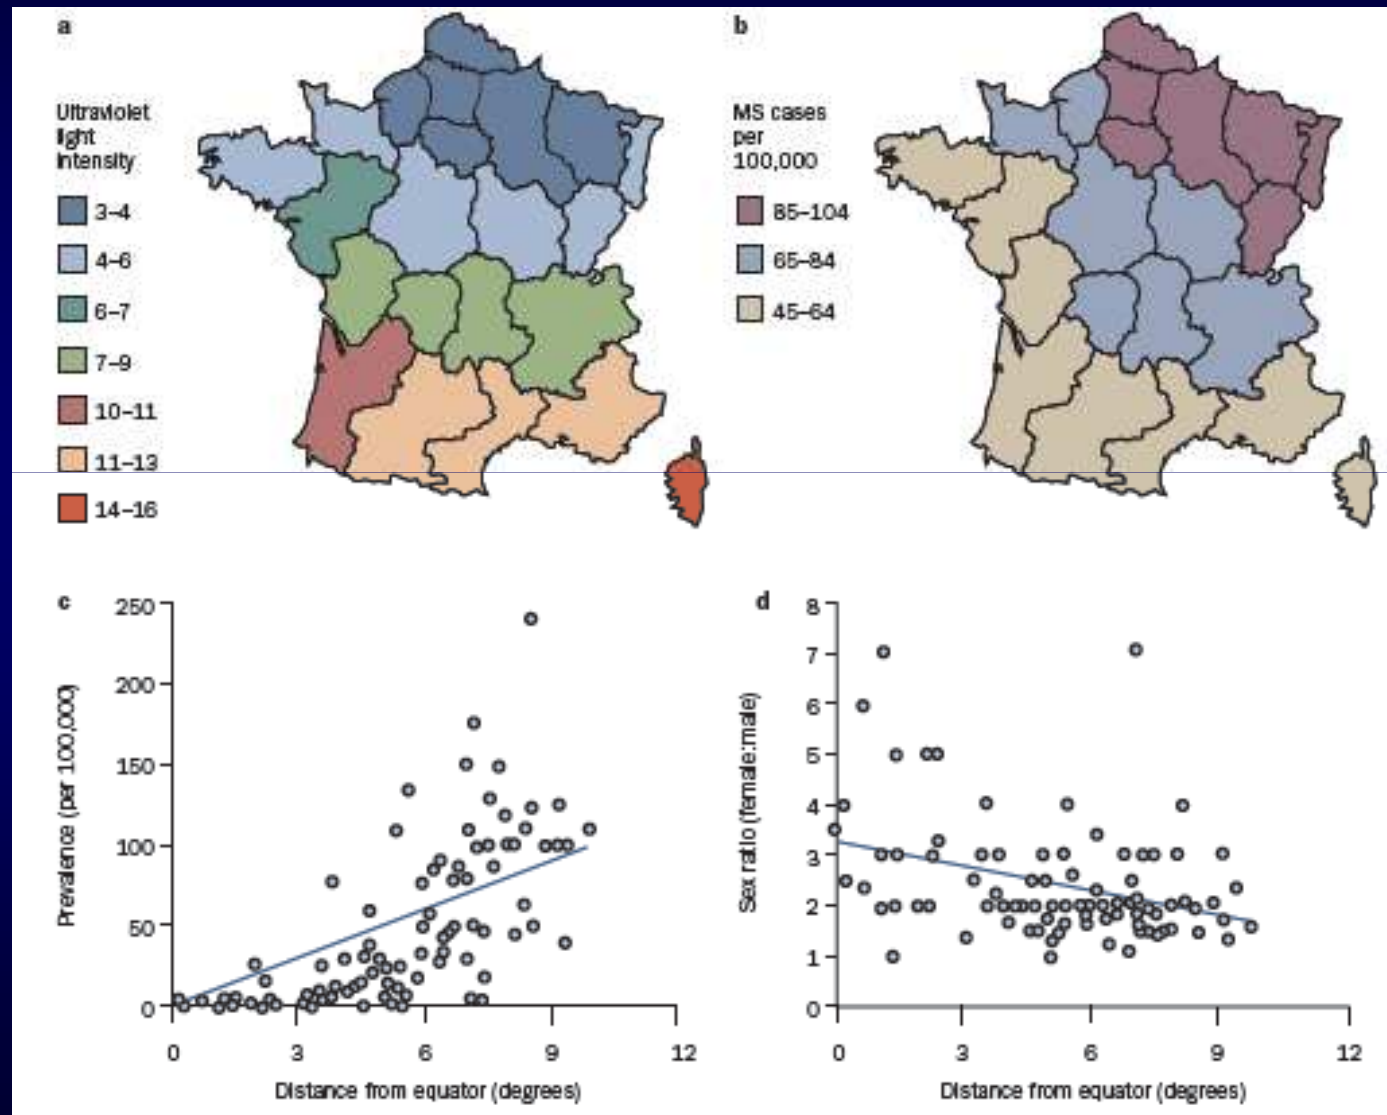 a
Ultraviolet
light
intensity
3–4
4–6
6–7
7–9
10–11
11–13
14–16
b
MS cases
per
100,000
85–104
65–84
45–64
c
Prevalence (per 100,000)
250
200
150
100
50
0
0 3 6 9 12
Distance from equator (degrees)
d
Sex ratio (female:male)
8
7
6
5
4
3
2
1
0
0 3 6 9 12
Distance from equator (degrees)